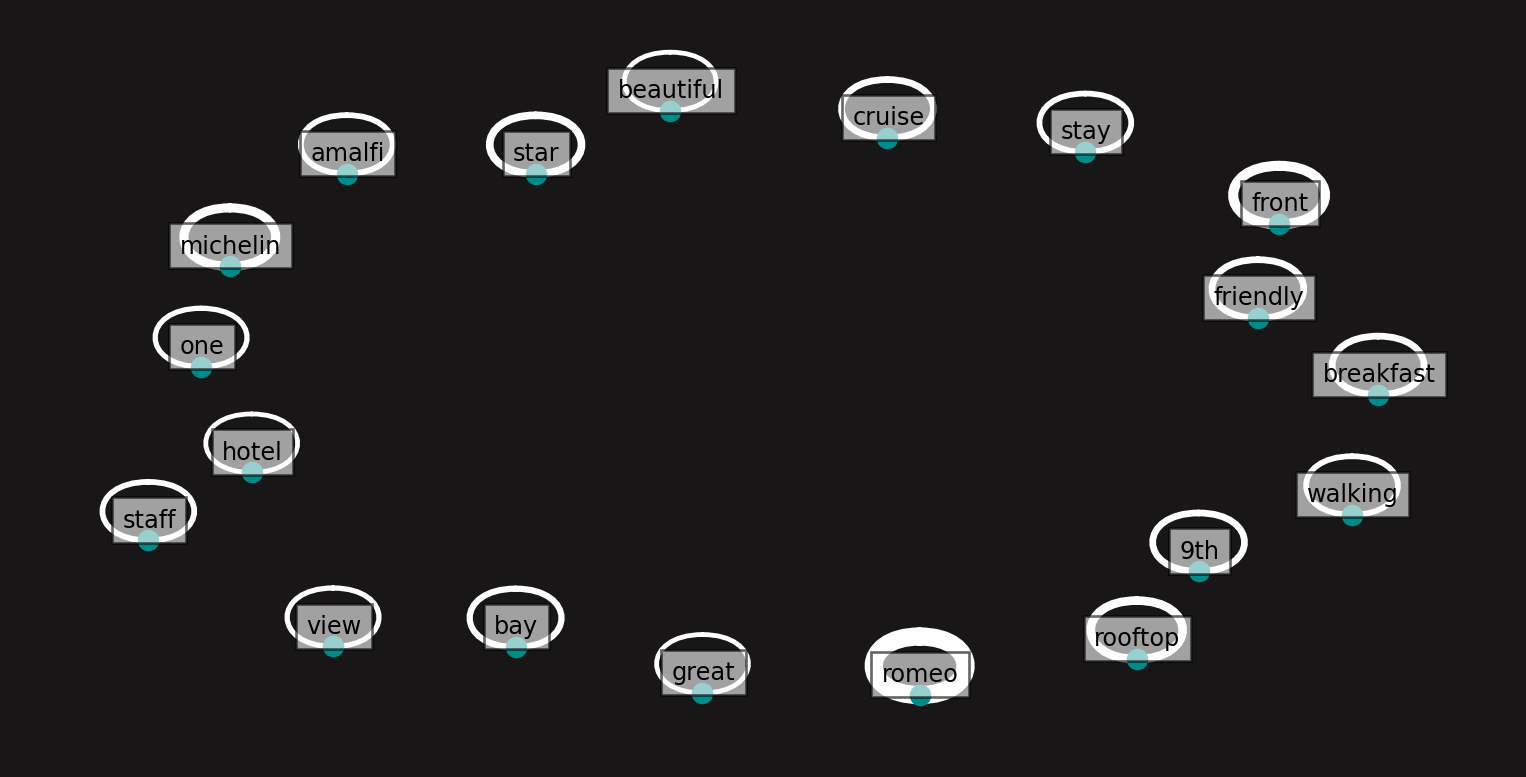 beautiful
cruise
stay
amalfi
star
front
michelin
friendly
one
breakfast
hotel
walking
staff
9th
view
bay
rooftop
great
romeo